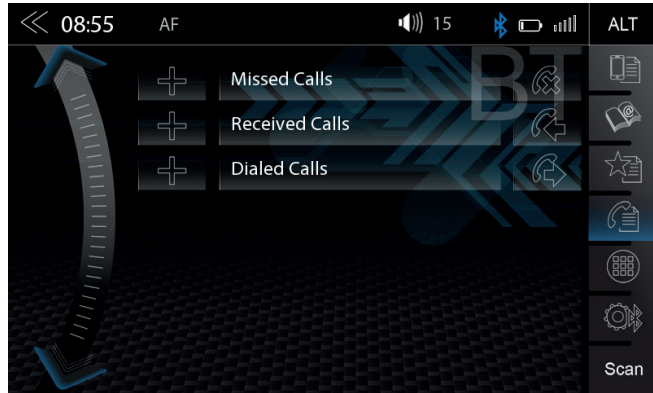 08:55 AF 15 ALT
BT
Missed Calls
Received Calls
Dialed Calls
Scan